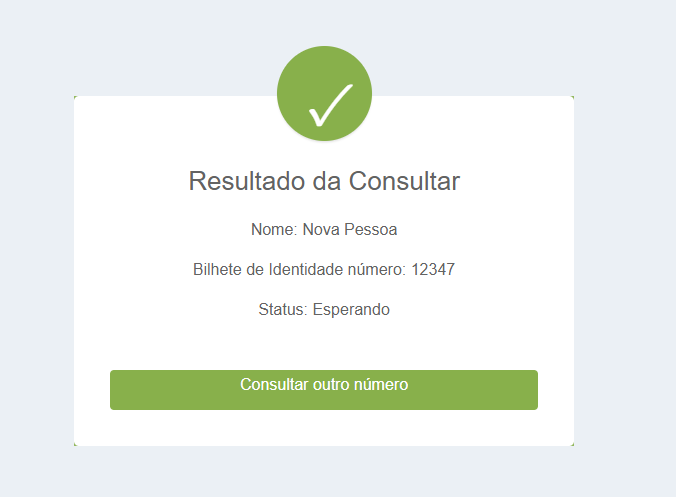 Resultado da Consultar
Nome: Nova Pessoa
Bilhete de Identidade número: 12347
Status: Esperando
Consultar outro número